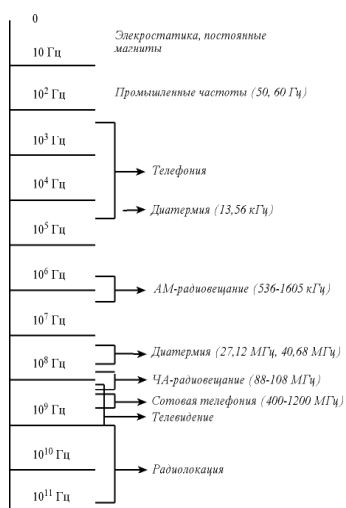 0
Элекростатика, постоянные
магниты
10 Гц
10² Гц Промышленные частоты (50, 60 Гц)
10³ Гц
Телефония
10⁴ Гц
Диатермия (13,56 кГц)
10⁵ Гц
10⁶ Гц
АМ-радиовещание (536-1605 кГц)
10⁷ Гц
Диатермия (27,12 МГц, 40,68 МГц)
10⁸ Гц
ЧА-радиовещание (88-108 МГц)
Сотовая телефония (400-1200 МГц)
10⁹ Гц
Телевидение
10¹⁰ Гц
Радиолокация
10¹¹ Гц